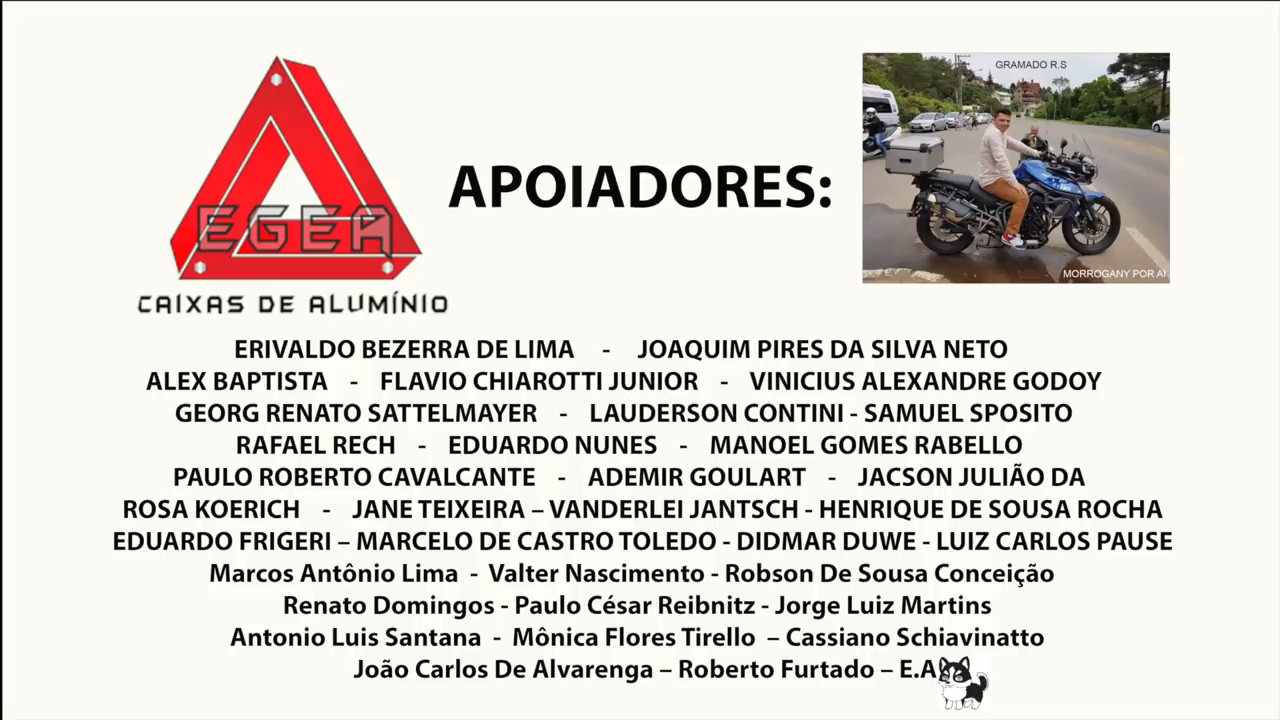 EGEA
CAIXAS DE ALUMÍNIO
APOIADORES:
GRAMADO R.S
MORROGANY POR AI
ERIVALDO BEZERRA DE LIMA - JOAQUIM PIRES DA SILVA NETO
ALEX BAPTISTA - FLAVIO CHIAROTTI JUNIOR - VINICIUS ALEXANDRE GODOY
GEORG RENATO SATTELMAYER - LAUDERSON CONTINI - SAMUEL SPOSITO
RAFAEL RECH - EDUARDO NUNES - MANOEL GOMES RABELLO
PAULO ROBERTO CAVALCANTE - ADEMIR GOULART - JACSON JULIÃO DA
ROSA KOERICH - JANE TEIXEIRA – VANDERLEI JANTSCH - HENRIQUE DE SOUSA ROCHA
EDUARDO FRIGERI – MARCELO DE CASTRO TOLEDO - DIDMAR DUWE - LUIZ CARLOS PAUSE
Marcos Antônio Lima - Valter Nascimento - Robson De Sousa Conceição
Renato Domingos - Paulo César Reibnitz - Jorge Luiz Martins
Antonio Luis Santana - Mônica Flores Tirello – Cassiano Schiavinatto
João Carlos De Alvarenga – Roberto Furtado – E.A